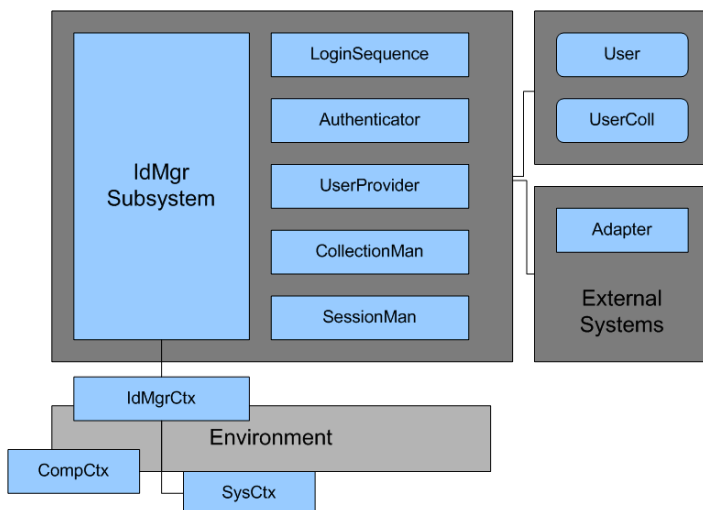 LoginSequence
Authenticator
IdMgr
Subsystem
UserProvider
CollectionMan
SessionMan
User
UserColl
Adapter
External
Systems
IdMgrCtx
Environment
CompCtx
SysCtx